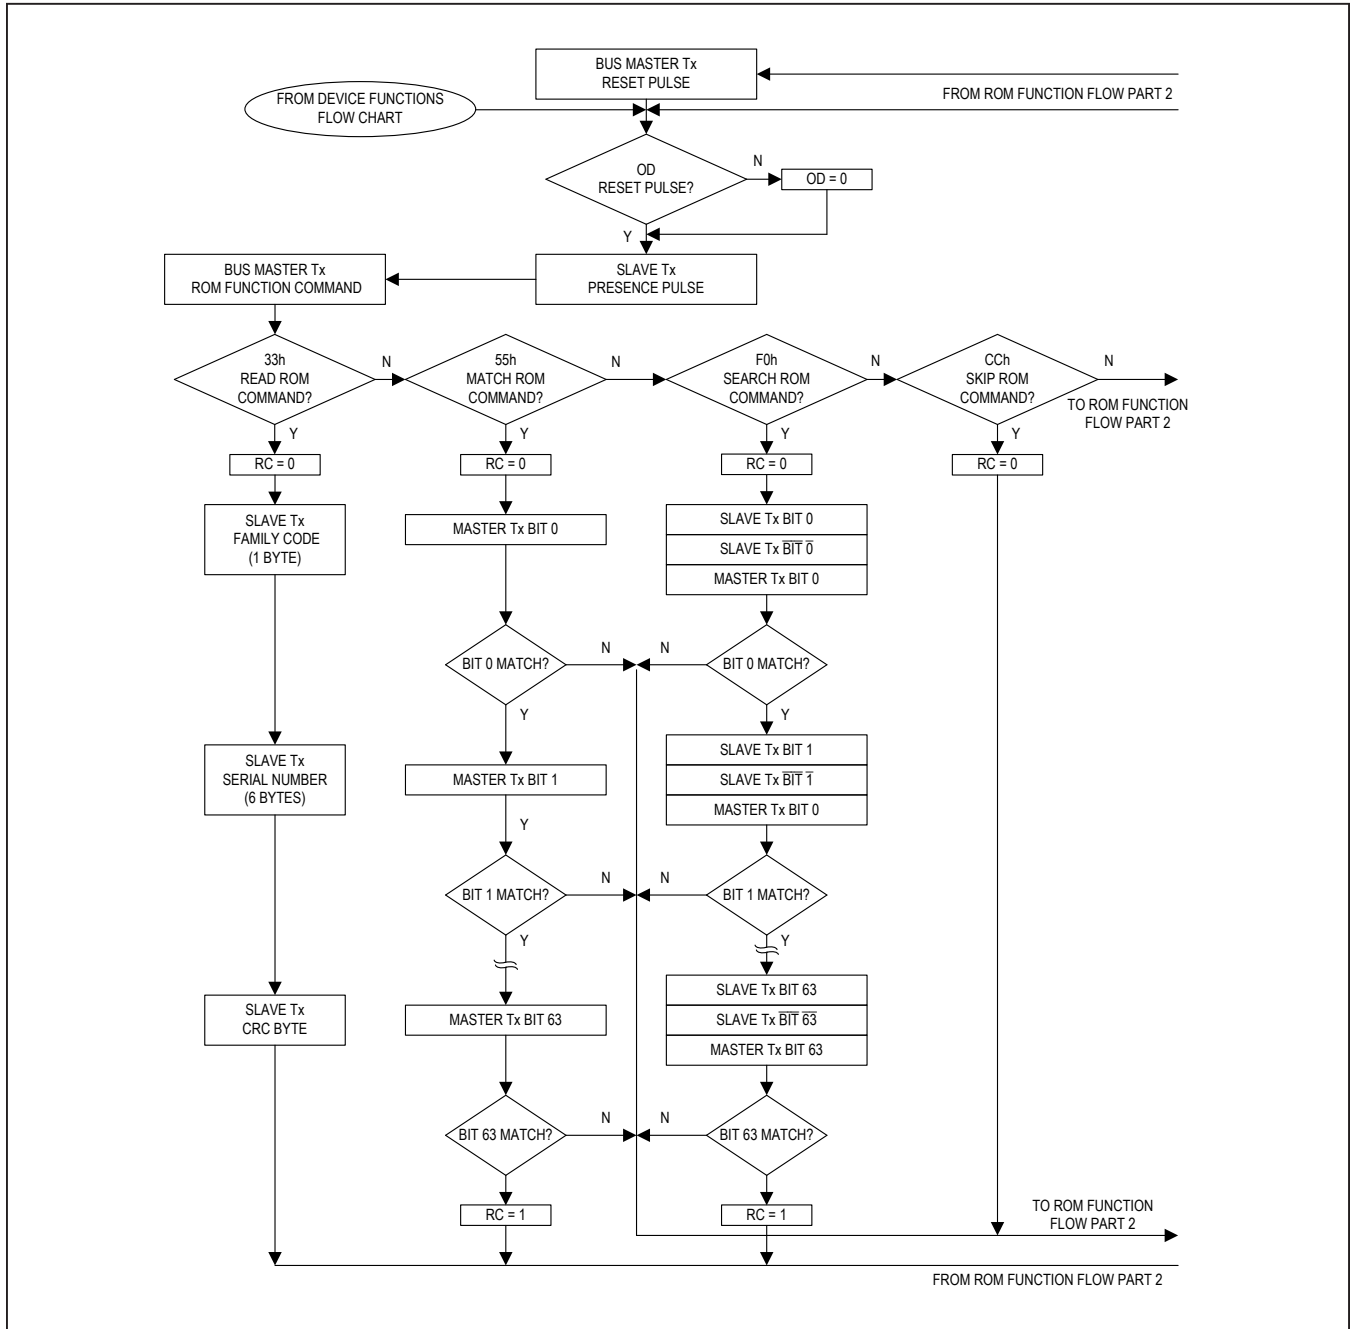 BUS MASTER Tx
RESET PULSE
FROM ROM FUNCTION FLOW PART 2
FROM DEVICE FUNCTIONS
FLOW CHART
OD
RESET PULSE?
N
OD = 0
Y
BUS MASTER Tx
ROM FUNCTION COMMAND
SLAVE Tx
PRESENCE PULSE
33h
READ ROM
COMMAND?
N
55h
MATCH ROM
COMMAND?
N
F0h
SEARCH ROM
COMMAND?
N
CCh
SKIP ROM
COMMAND?
N
TO ROM FUNCTION
FLOW PART 2
Y
Y
Y
Y
RC = 0
RC = 0
RC = 0
RC = 0
SLAVE Tx
FAMILY CODE
(1 BYTE)
MASTER Tx BIT 0
SLAVE Tx BIT 0
SLAVE Tx B̅I̅T̅ 0̅
MASTER Tx BIT 0
BIT 0 MATCH?
N
N
BIT 0 MATCH?
Y
Y
SLAVE Tx
SERIAL NUMBER
(6 BYTES)
MASTER Tx BIT 1
SLAVE Tx BIT 1
SLAVE Tx B̅I̅T̅ 1̅
MASTER Tx BIT 0
Y
BIT 1 MATCH?
N
N
BIT 1 MATCH?
Y
Y
SLAVE Tx
CRC BYTE
MASTER Tx BIT 63
SLAVE Tx BIT 63
SLAVE Tx B̅I̅T̅ 6̅3̅
MASTER Tx BIT 63
BIT 63 MATCH?
N
N
BIT 63 MATCH?
RC = 1
RC = 1
TO ROM FUNCTION
FLOW PART 2
FROM ROM FUNCTION FLOW PART 2